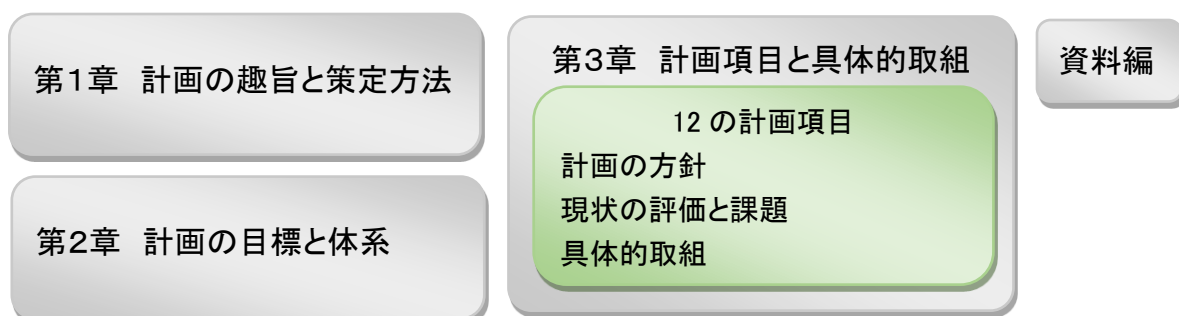 第1章 計画の趣旨と策定方法
第2章 計画の目標と体系
第3章 計画項目と具体的取組
12 の計画項目
計画の方針
現状の評価と課題
具体的取組
資料編